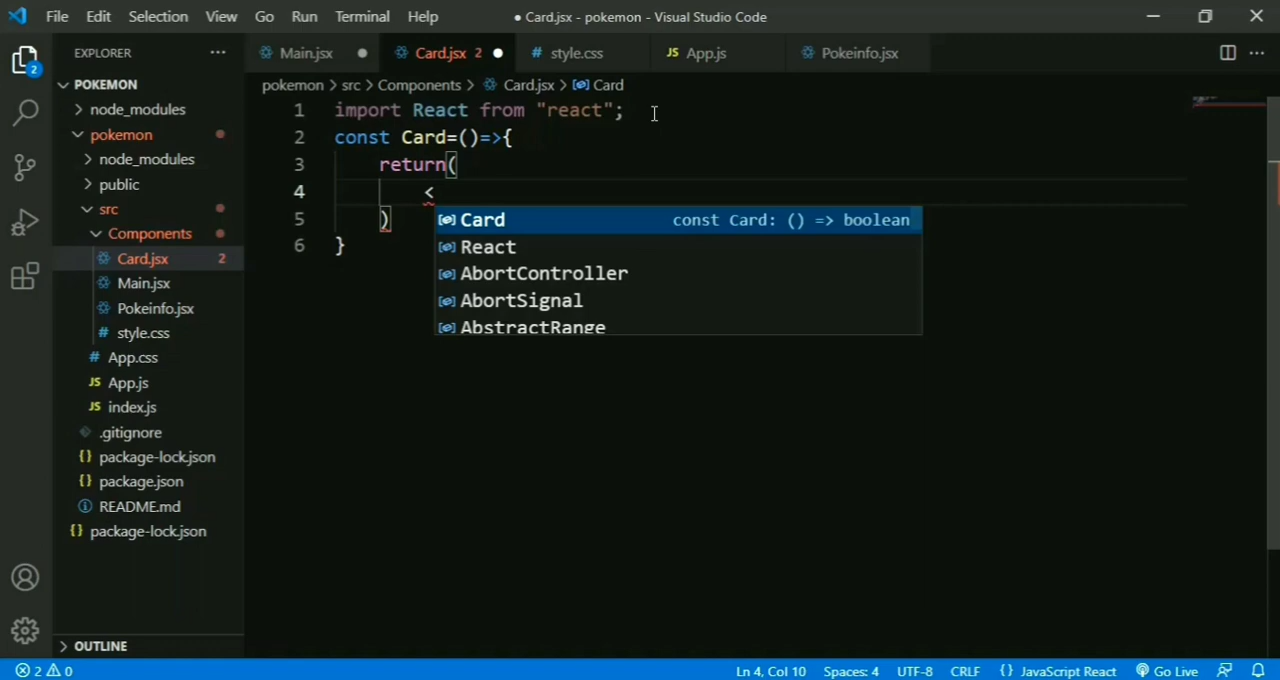 File Edit Selection View Go Run Terminal Help ● Card.jsx - pokemon - Visual Studio Code
EXPLORER ...
Main.jsx
Card.jsx 2
# style.css
JS App.js
Pokeinfo.jsx
2
POKEMON
pokemon > src > Components > Card.jsx > Card
node_modules
pokemon
node_modules
public
src
Components
Card.jsx 2
Main.jsx
Pokeinfo.jsx
# style.css
# App.css
JS App.js
JS index.js
.gitignore
{} package-lock.json
{} package.json
README.md
{} package-lock.json
OUTLINE
1 import React from "react";
2 const Card=()=>{
3 return(
4 <
5 )
6 }
Card const Card: () => boolean
React
AbortController
AbortSignal
AbstractRange
2 0 Ln 4, Col 10 Spaces: 4 UTF-8 CRLF {} JavaScript React Go Live